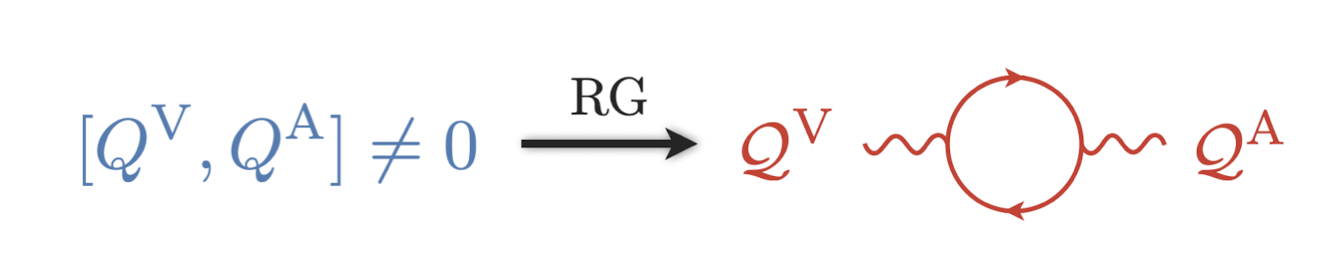 [Q^V, Q^A] ≠ 0
RG
𝒬^V 𝒬^A